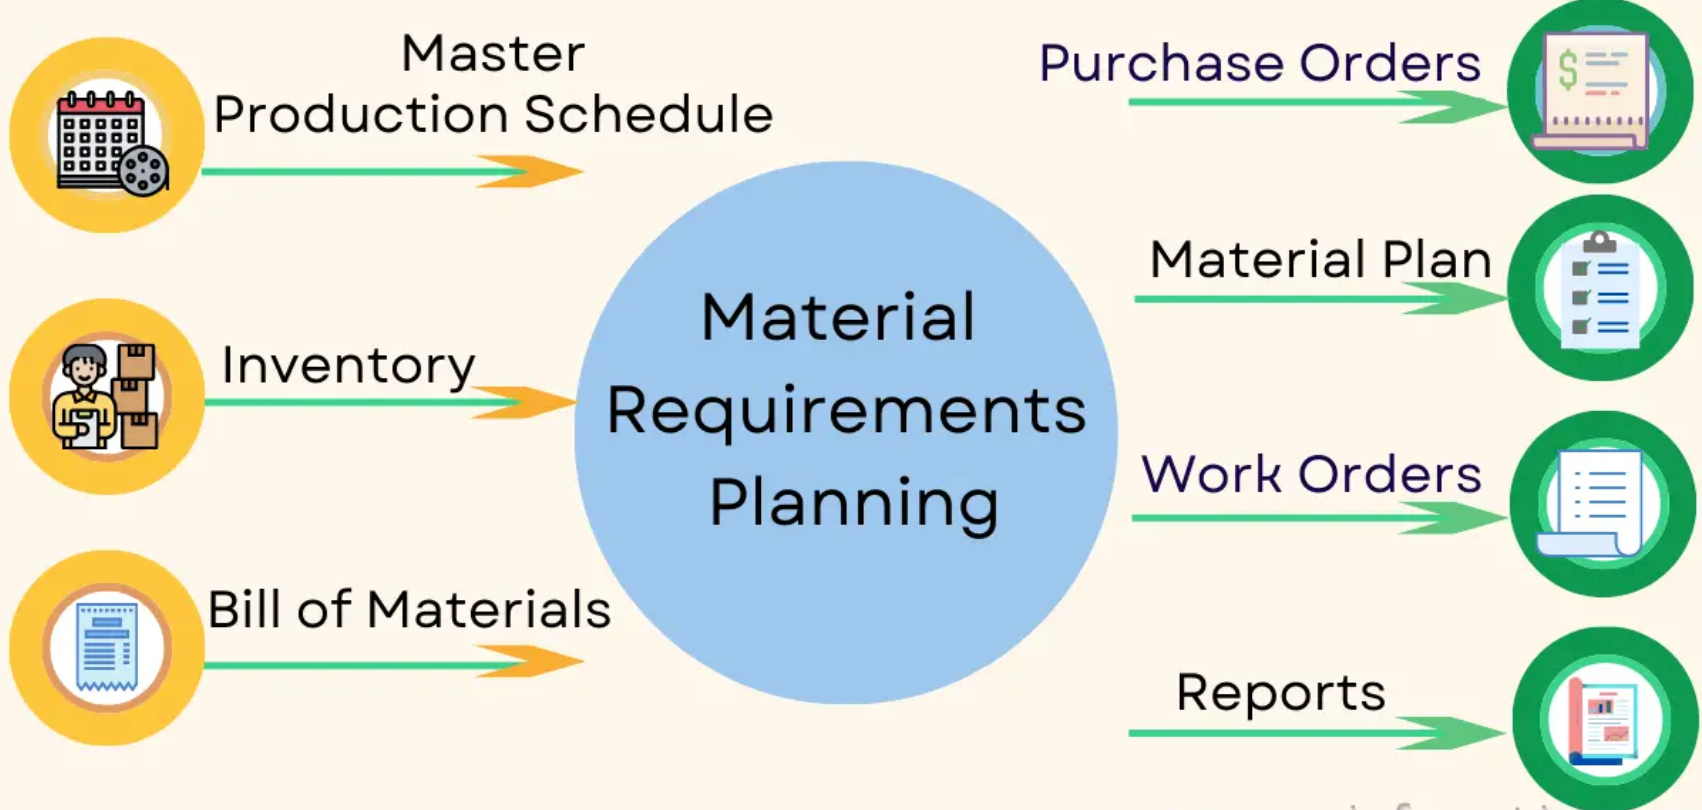 Master
Production Schedule
Inventory
Bill of Materials
Material
Requirements
Planning
Purchase Orders
$
Material Plan
Work Orders
Reports